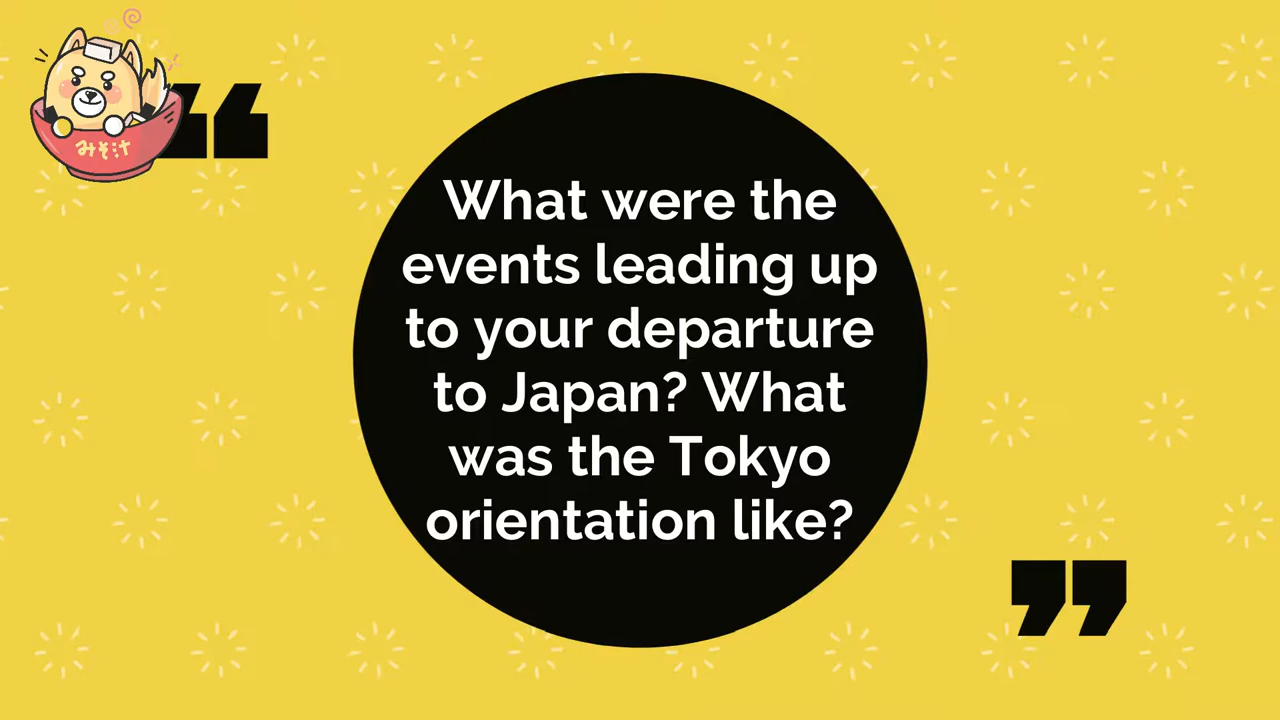 みそ汁
What were the
events leading up
to your departure
to Japan? What
was the Tokyo
orientation like?